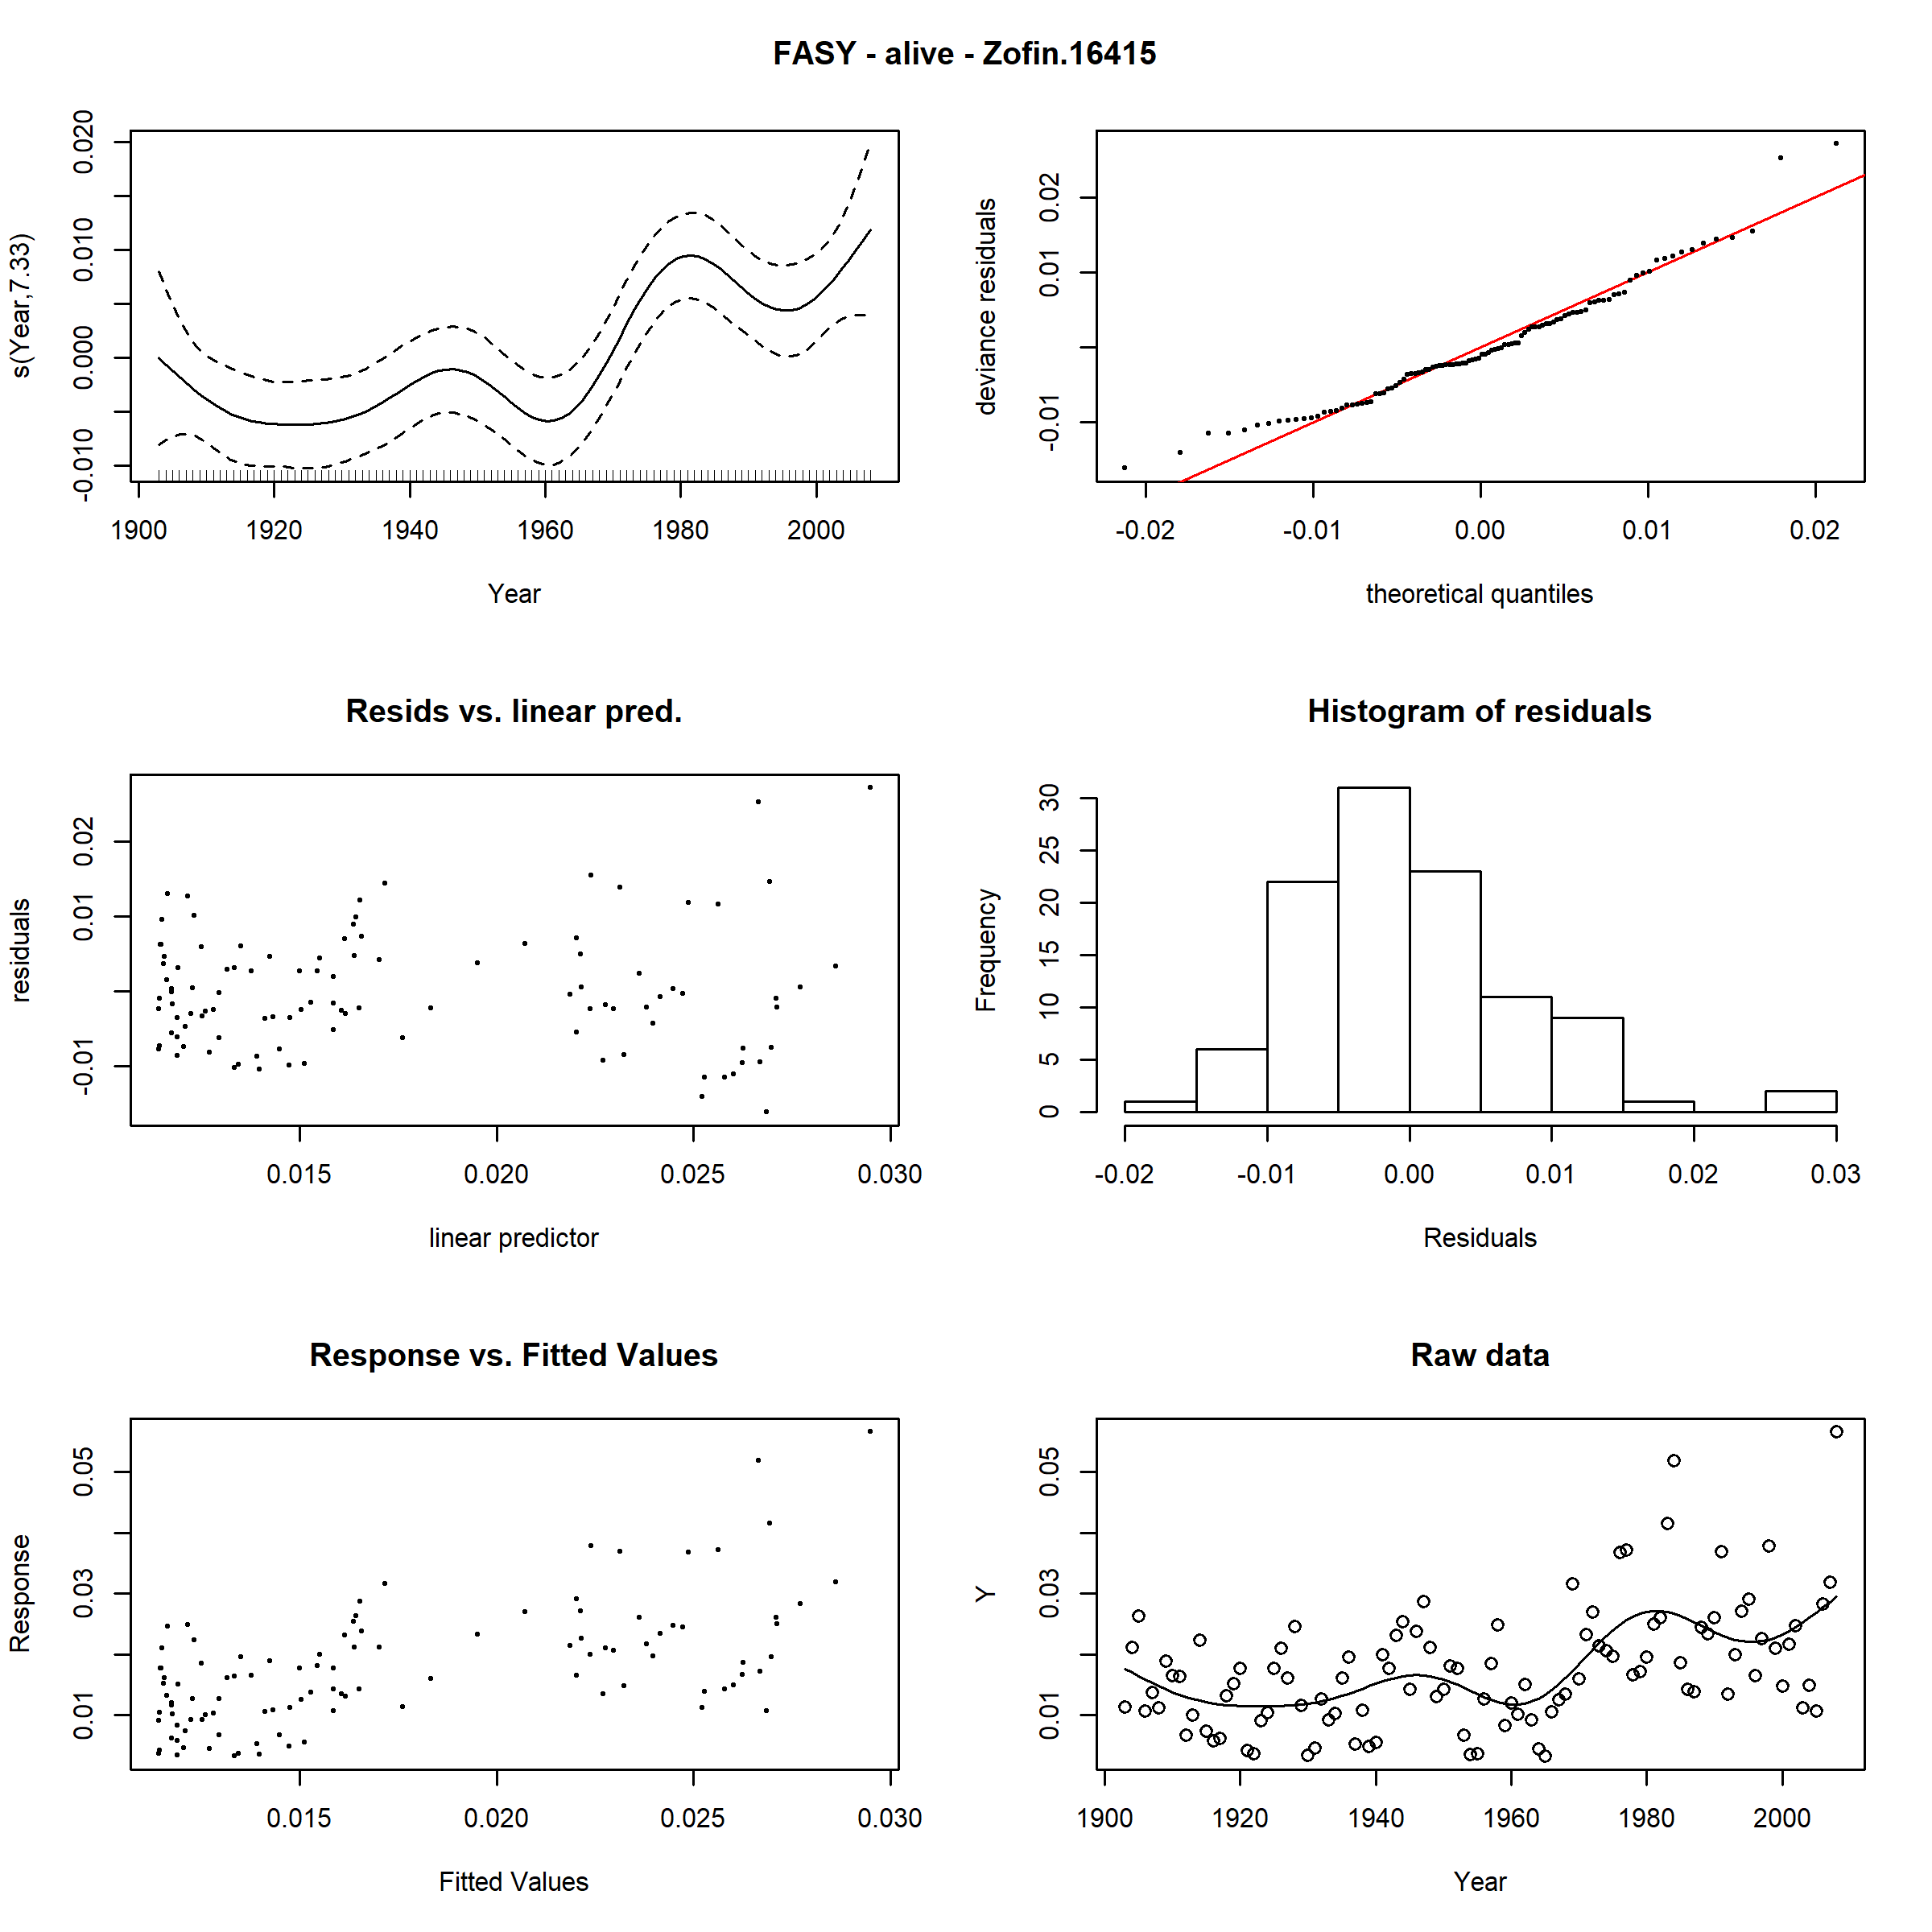 FASY - alive - Zofin.16415
s(Year,7.33)
-0.010 0.000 0.010 0.020
1900 1920 1940 1960 1980 2000
Year
deviance residuals
-0.01 0.01 0.02
-0.02 -0.01 0.00 0.01 0.02
theoretical quantiles
Resids vs. linear pred.
residuals
-0.01 0.01 0.02
0.015 0.020 0.025 0.030
linear predictor
Histogram of residuals
Frequency
0 5 10 15 20 25 30
-0.02 -0.01 0.00 0.01 0.02 0.03
Residuals
Response vs. Fitted Values
Response
0.01 0.03 0.05
0.015 0.020 0.025 0.030
Fitted Values
Raw data
Y
0.01 0.03 0.05
1900 1920 1940 1960 1980 2000
Year